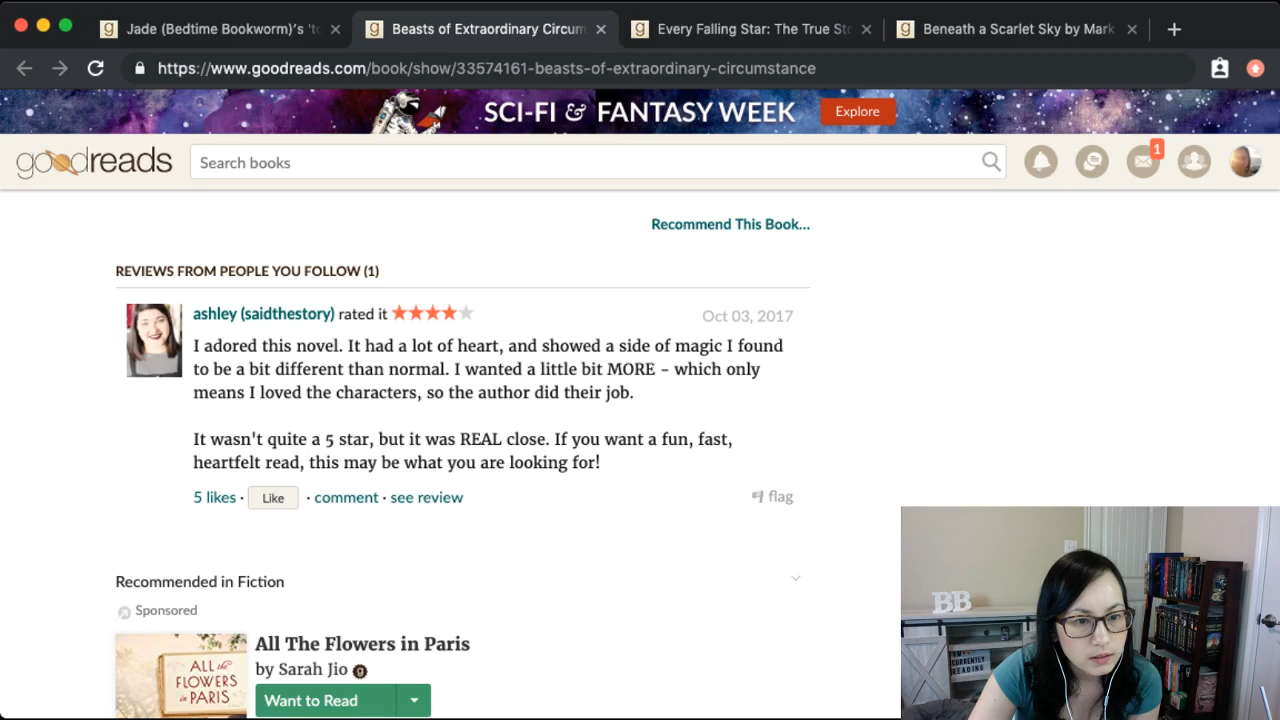 Jade (Bedtime Bookworm)'s 'to
Beasts of Extraordinary Circum
Every Falling Star: The True Sto
Beneath a Scarlet Sky by Mark
https://www.goodreads.com/book/show/33574161-beasts-of-extraordinary-circumstance
SCI-FI & FANTASY WEEK
Explore
goodreads
Search books
1
Recommend This Book...
REVIEWS FROM PEOPLE YOU FOLLOW (1)
ashley (saidthestory) rated it
Oct 03, 2017
I adored this novel. It had a lot of heart, and showed a side of magic I found
to be a bit different than normal. I wanted a little bit MORE - which only
means I loved the characters, so the author did their job.
It wasn't quite a 5 star, but it was REAL close. If you want a fun, fast,
heartfelt read, this may be what you are looking for!
5 likes · Like · comment · see review
flag
Recommended in Fiction
Sponsored
ALL the
FLOWERS
in PARIS
All The Flowers in Paris
by Sarah Jio
Want to Read
BB
CURRENTLY
READING